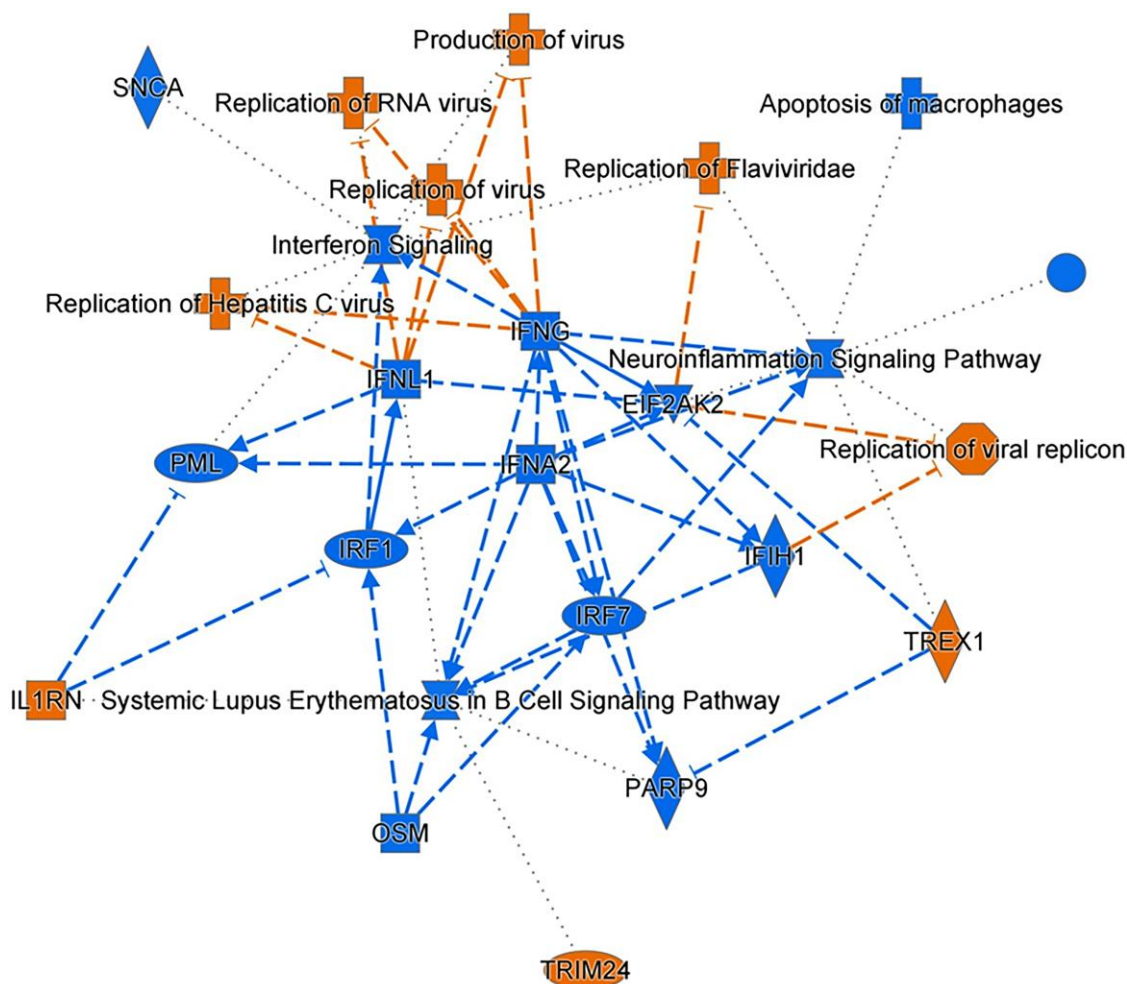 Production of virus
SNCA
Replication of RNA virus
Apoptosis of macrophages
Replication of Flaviviridae
Replication of virus
Interferon Signaling
Replication of Hepatitis C virus
IFNG
Neuroinflammation Signaling Pathway
IFNL1
EIF2AK2
Replication of viral replicon
PML
IFNA2
IRF1
IFIH1
IRF7
TREX1
IL1RN
Systemic Lupus Erythematosus in B Cell Signaling Pathway
PARP9
OSM
TRIM24